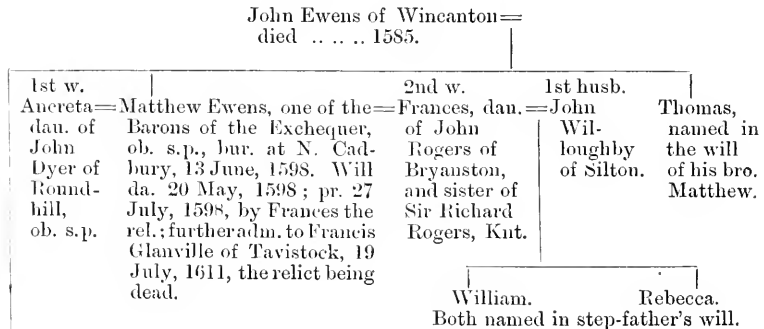 John Ewens of Wincanton=
died .. .. .. 1585.
1st w.
Ancreta=
dau. of
John
Dyer of
Round-
hill,
ob. s.p.
Matthew Ewens, one of the=
Barons of the Exchequer,
ob. s.p., bur. at N. Cad-
bury, 13 June, 1598. Will
da. 20 May, 1598; pr. 27
July, 1598, by Frances the
rel.; further adm. to Francis
Glanville of Tavistock, 19
July, 1611, the relict being
dead.
2nd w.
Frances, dau.=
of John
Rogers of
Bryanston,
and sister of
Sir Richard
Rogers, Knt.
1st husb.
John
Wil-
loughby
of Silton.
Thomas,
named in
the will
of his bro.
Matthew.
William. Rebecca.
Both named in step-father's will.